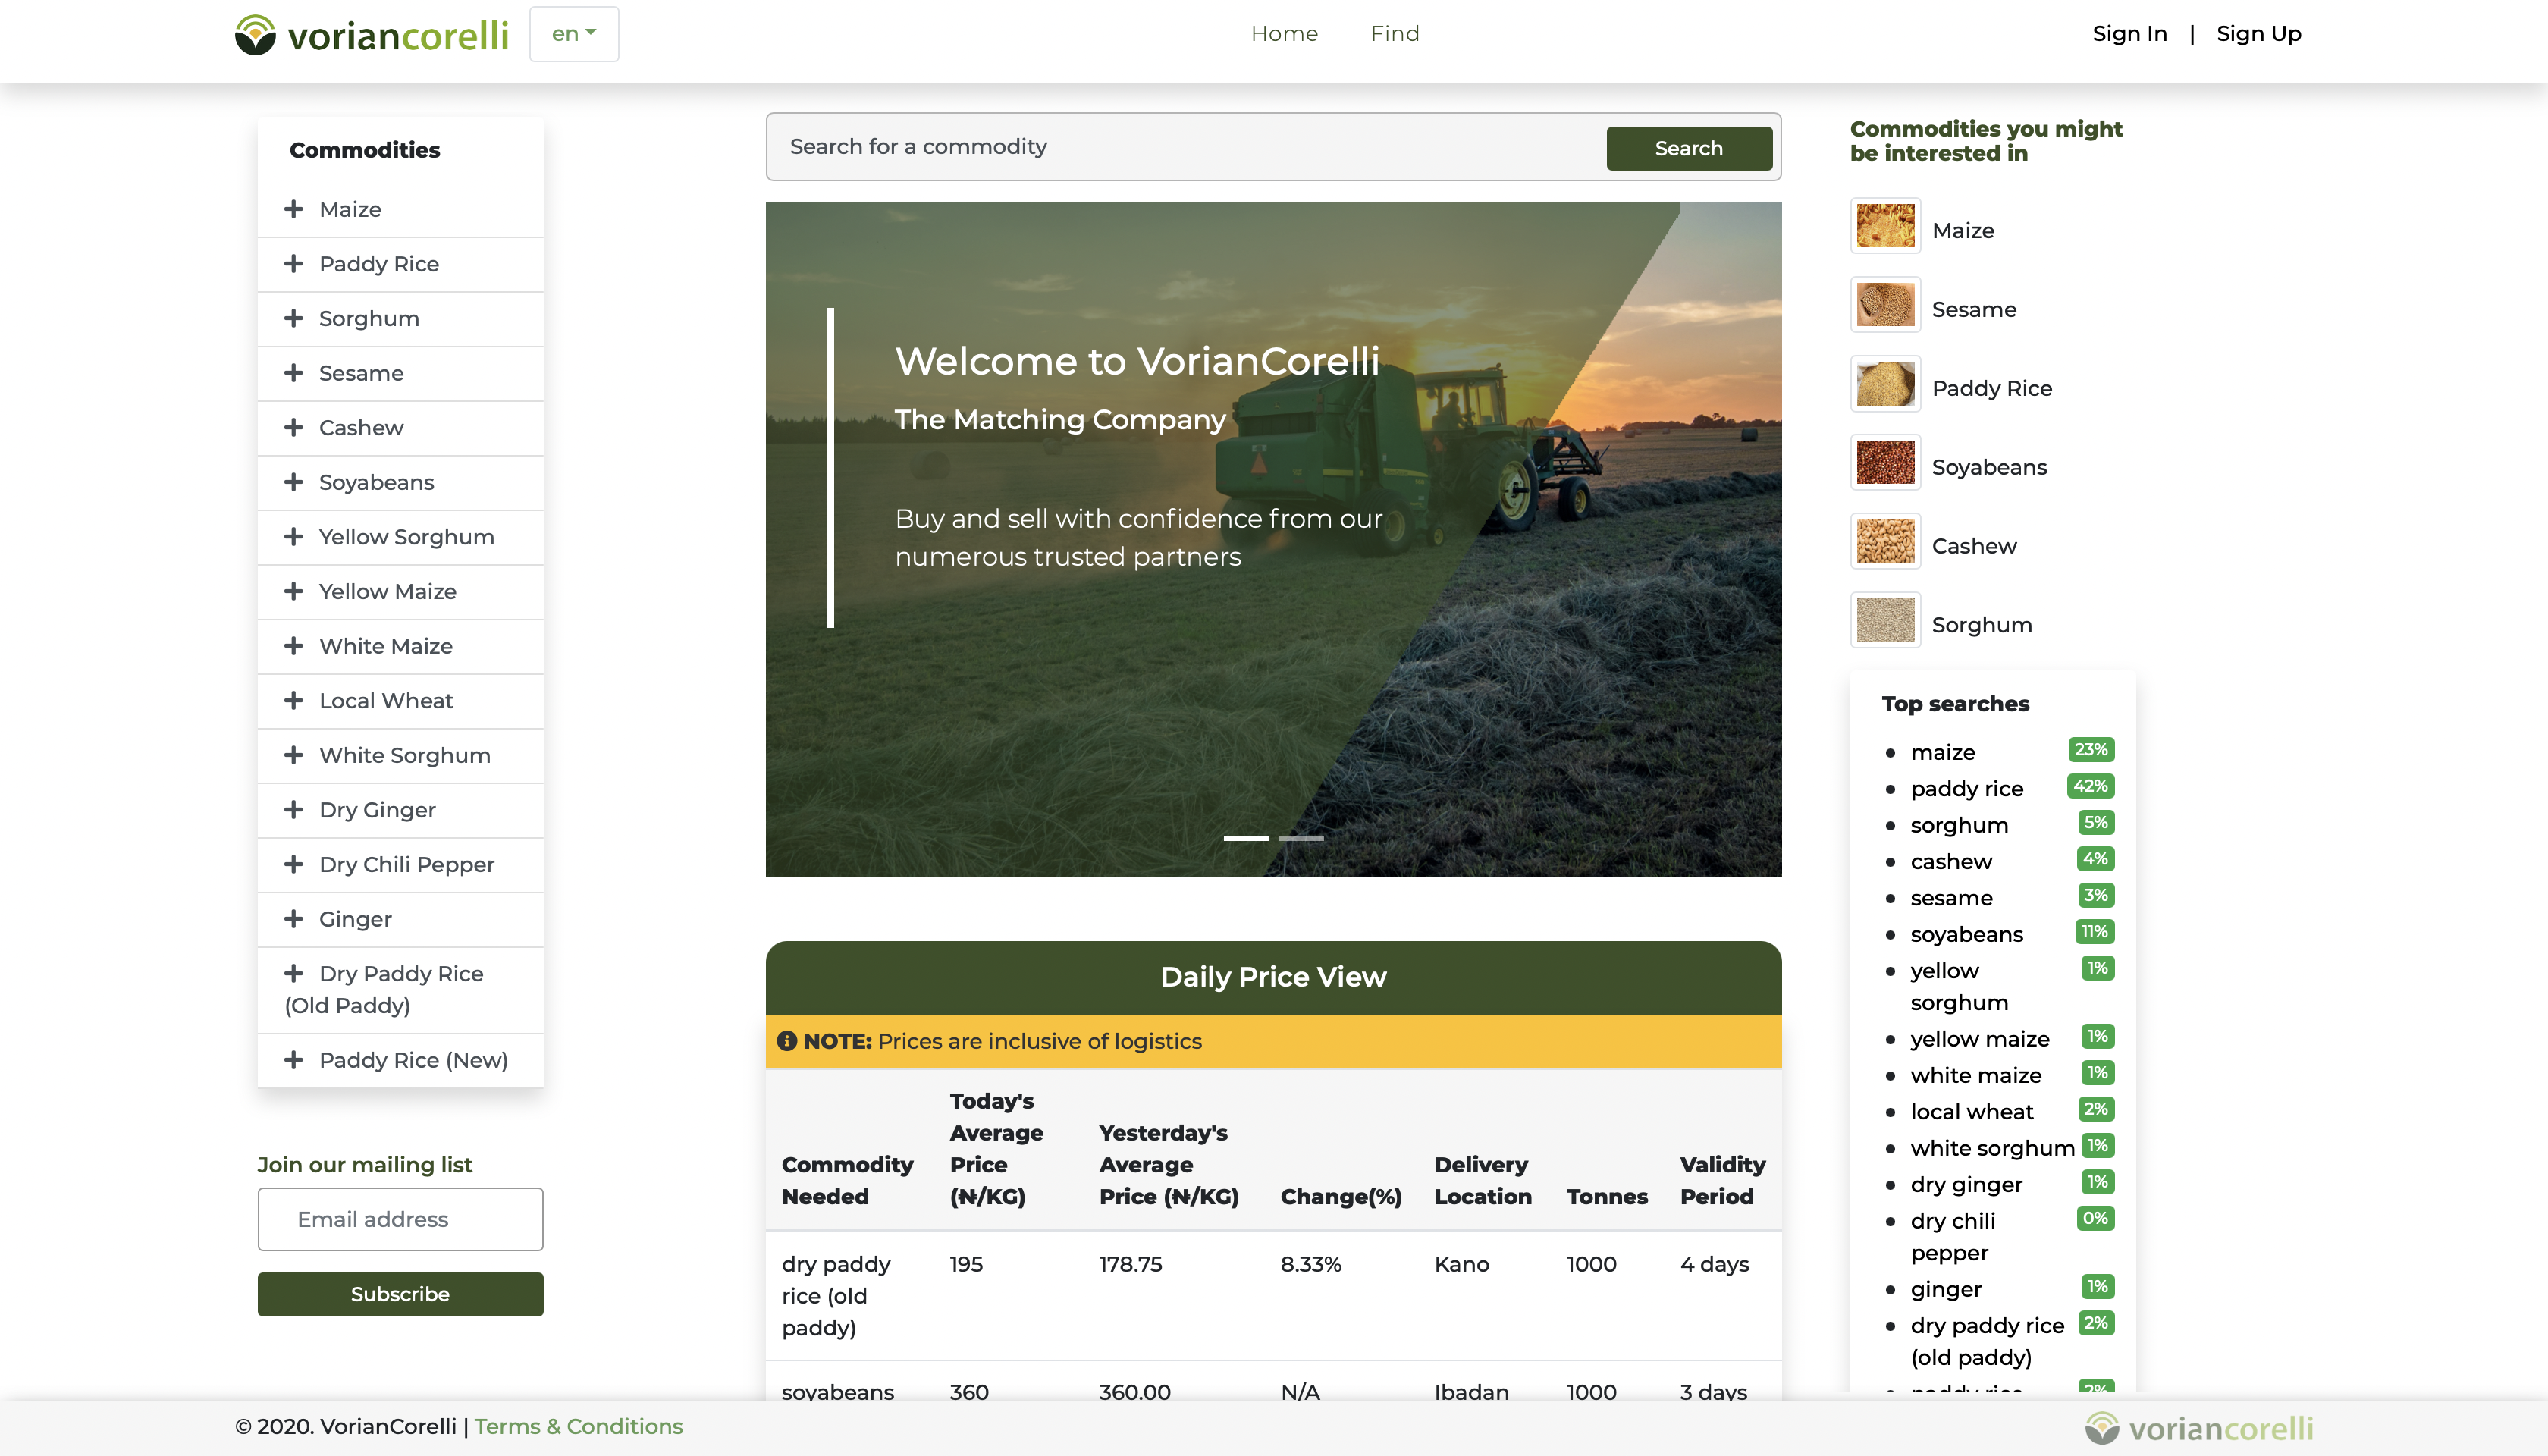 voriancorelli
en
Home
Find
Sign In | Sign Up
Commodities
Maize
Paddy Rice
Sorghum
Sesame
Cashew
Soyabeans
Yellow Sorghum
Yellow Maize
White Maize
Local Wheat
White Sorghum
Dry Ginger
Dry Chili Pepper
Ginger
Dry Paddy Rice
(Old Paddy)
Paddy Rice (New)
Join our mailing list
Email address
Subscribe
Search for a commodity
Search
Welcome to VorianCorelli
The Matching Company
Buy and sell with confidence from our
numerous trusted partners
Daily Price View
NOTE: Prices are inclusive of logistics
Commodity
Needed
Today's
Average
Price
(₦/KG)
Yesterday's
Average
Price (₦/KG)
Change(%)
Delivery
Location
Tonnes
Validity
Period
dry paddy
rice (old
paddy)
195
178.75
8.33%
Kano
1000
4 days
soyabeans
360
360.00
N/A
Ibadan
1000
3 days
Commodities you might
be interested in
Maize
Sesame
Paddy Rice
Soyabeans
Cashew
Sorghum
Top searches
maize 23%
paddy rice 42%
sorghum 5%
cashew 4%
sesame 3%
soyabeans 11%
yellow 1%
sorghum
yellow maize 1%
white maize 1%
local wheat 2%
white sorghum 1%
dry ginger 1%
dry chili 0%
pepper
ginger 1%
dry paddy rice 2%
(old paddy)
© 2020. VorianCorelli | Terms & Conditions
voriancorelli